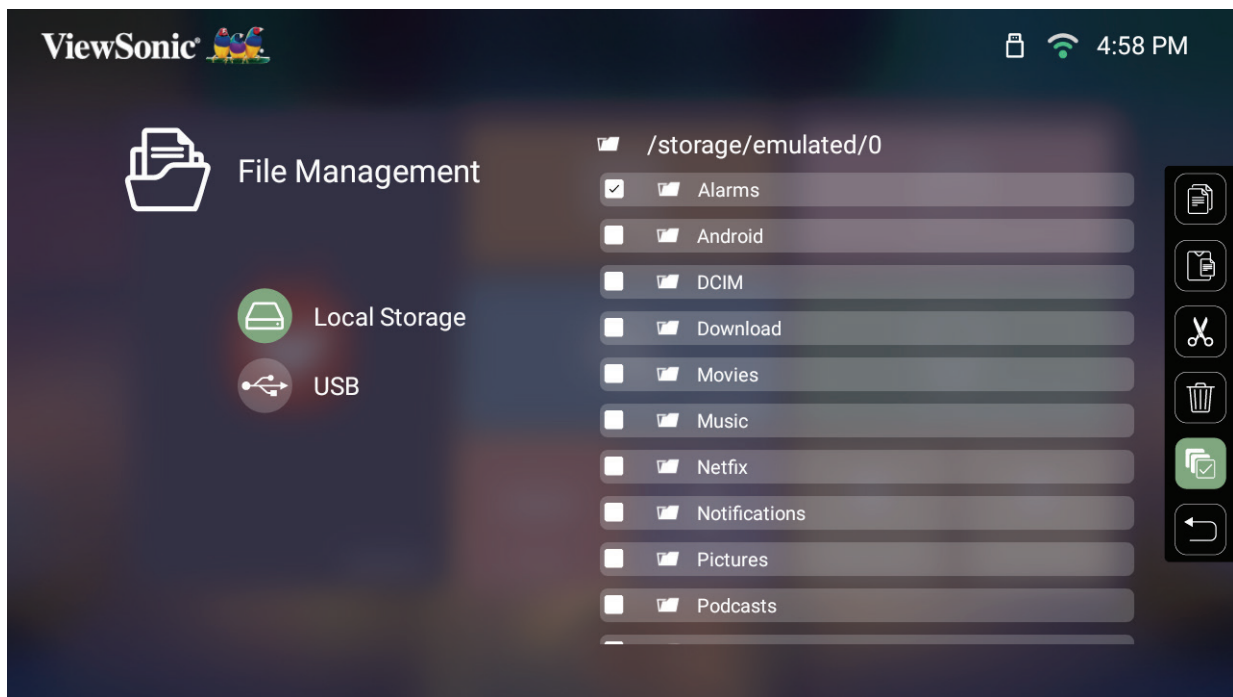 ViewSonic
4:58 PM
File Management
Local Storage
USB
/storage/emulated/0
Alarms
Android
DCIM
Download
Movies
Music
Netfix
Notifications
Pictures
Podcasts